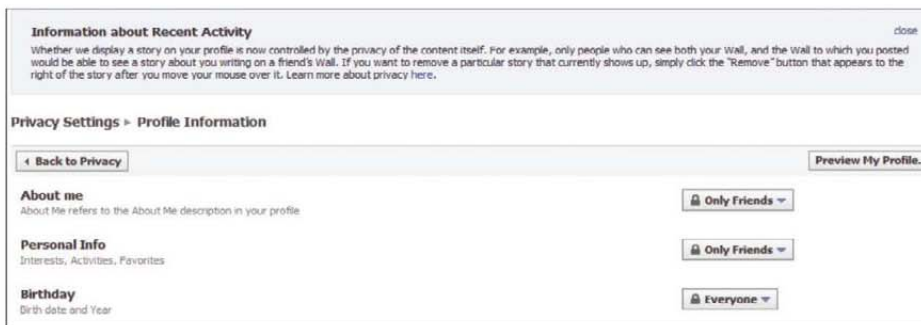 Information about Recent Activity
close
Whether we display a story on your profile is now controlled by the privacy of the content itself. For example, only people who can see both your Wall, and the Wall to which you posted
would be able to see a story about you writing on a friend's Wall. If you want to remove a particular story that currently shows up, simply click the "Remove" button that appears to the
right of the story after you move your mouse over it. Learn more about privacy here.
Privacy Settings ▸ Profile Information
Back to Privacy
Preview My Profile.
About me
Only Friends
About Me refers to the About Me description in your profile
Personal Info
Only Friends
Interests, Activities, Favorites
Birthday
Everyone
Birth date and Year